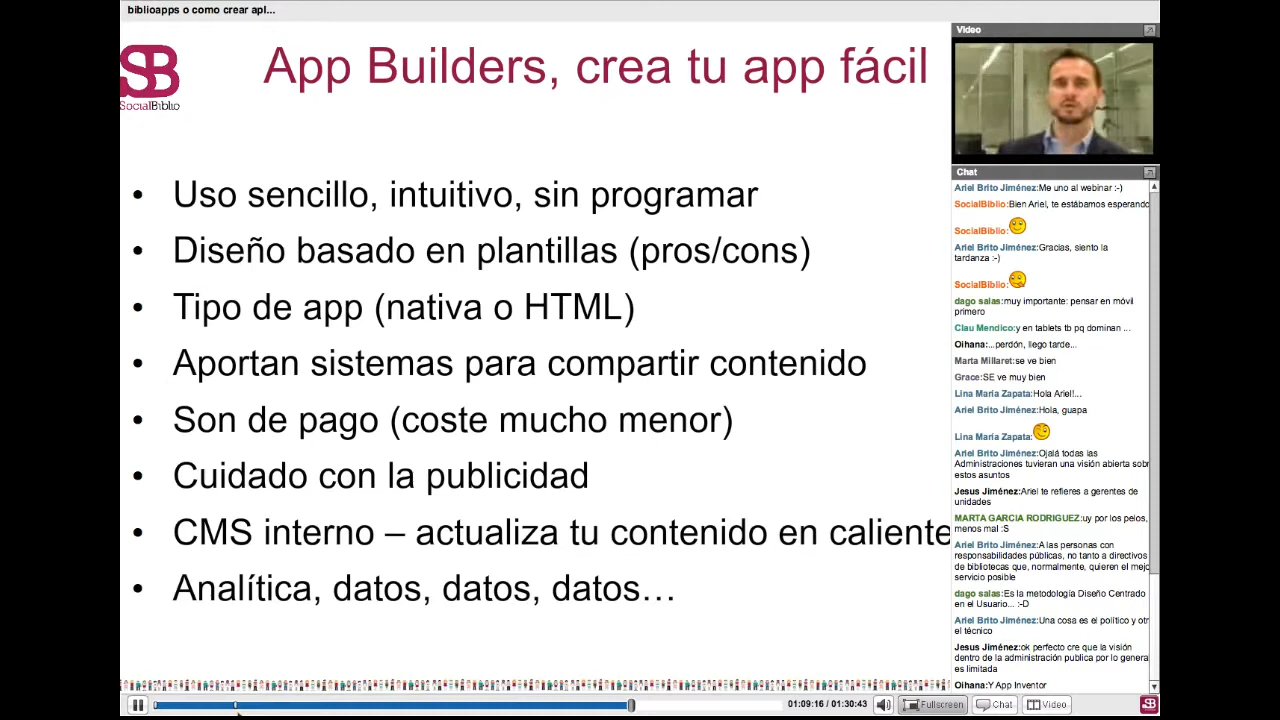 biblioapps o como crear apl...
SB
SocialBiblio
App Builders, crea tu app fácil
• Uso sencillo, intuitivo, sin programar
• Diseño basado en plantillas (pros/cons)
• Tipo de app (nativa o HTML)
• Aportan sistemas para compartir contenido
• Son de pago (coste mucho menor)
• Cuidado con la publicidad
• CMS interno – actualiza tu contenido en caliente
• Analítica, datos, datos, datos…
Video
Chat
Ariel Brito Jiménez:Me uno al webinar :-)
SocialBiblio:Bien Ariel, te estábamos esperando
SocialBiblio:
Ariel Brito Jiménez:Gracias, siento la
tardanza :-)
SocialBiblio:
dago salas:muy importante: pensar en móvil
primero
Clau Mendico:y en tablets tb pq dominan ...
Oihana:...perdón, llego tarde...
Marta Millaret:se ve bien
Grace:SE ve muy bien
Lina María Zapata:Hola Ariel!...
Ariel Brito Jiménez:Hola, guapa
Lina María Zapata:
Ariel Brito Jiménez:Ojalá todas las
Administraciones tuvieran una visión abierta sobr
estos asuntos
Jesus Jiménez:Ariel te refieres a gerentes de
unidades
MARTA GARCIA RODRIGUEZ:uy por los pelos,
menos mal :S
Ariel Brito Jiménez:A las personas con
responsabilidades públicas, no tanto a directivos
de bibliotecas que, normalmente, quieren el mejo
servicio posible
dago salas:Es la metodología Diseño Centrado
en el Usuario... :-D
Ariel Brito Jiménez:Una cosa es el político y otr
el técnico
Jesus Jiménez:ok perfecto cre que la visión
dentro de la administración publica por lo genera
es limitada
Oihana:Y App Inventor
01:09:16 / 01:30:43
Fullscreen
Chat
Video
SB